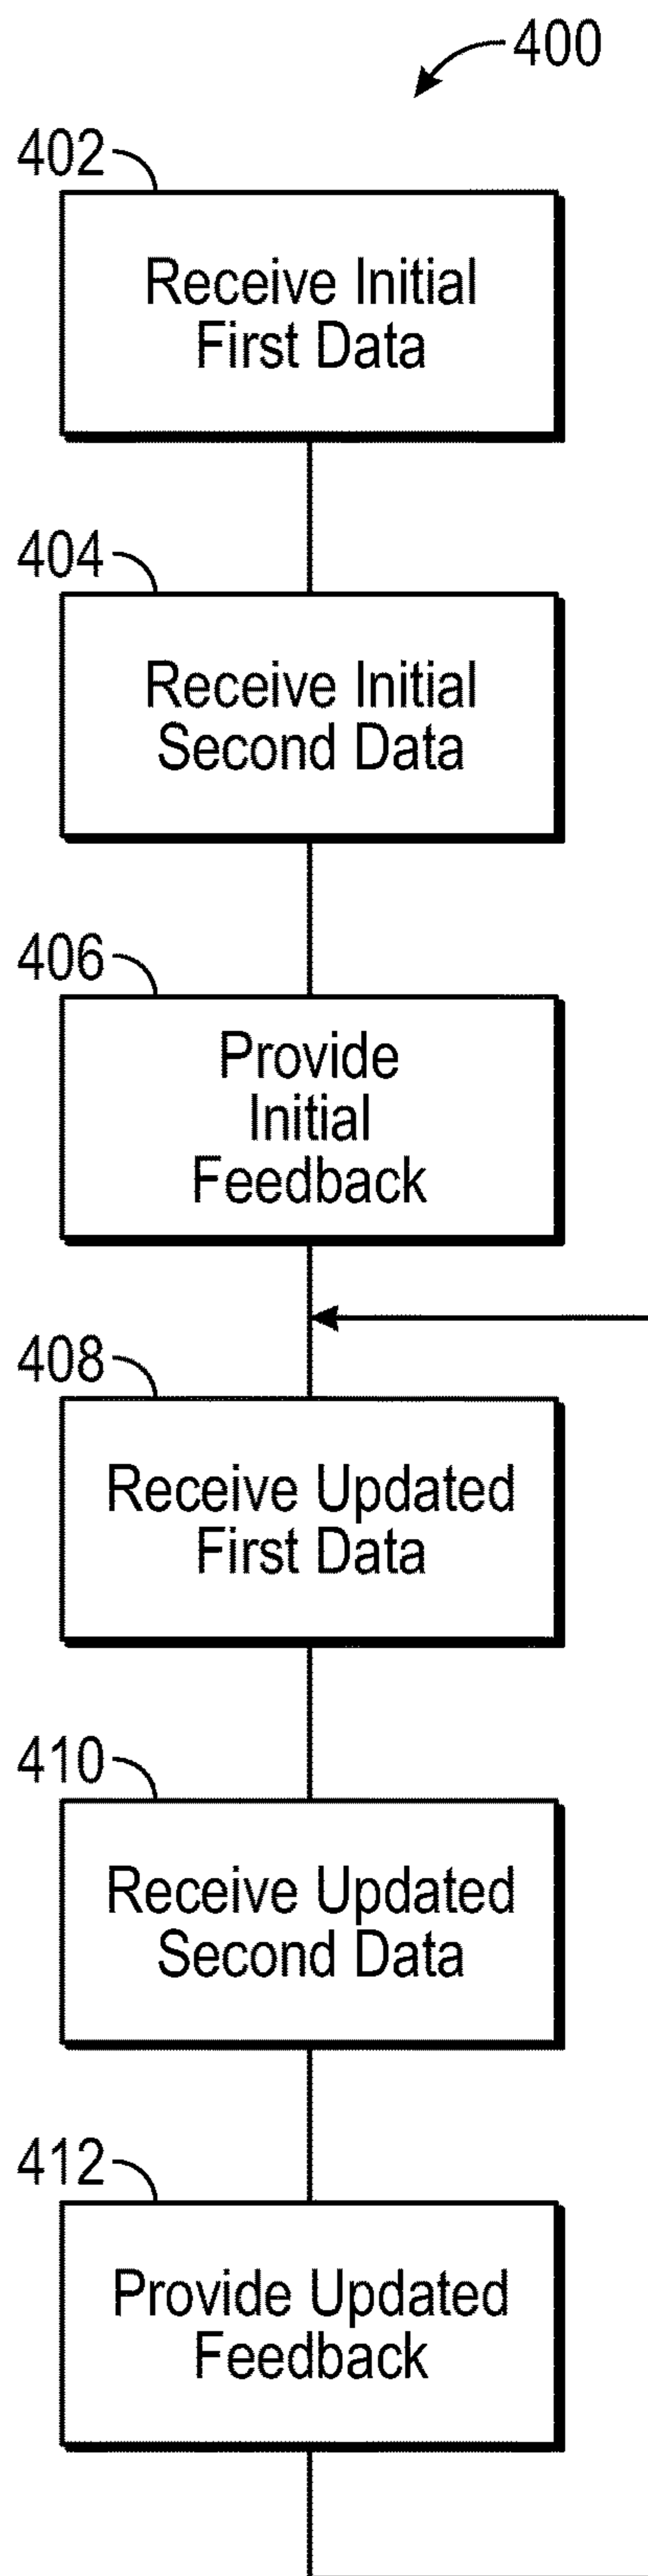 400
402
Receive Initial
First Data
404
Receive Initial
Second Data
406
Provide
Initial
Feedback
408
Receive Updated
First Data
410
Receive Updated
Second Data
412
Provide Updated
Feedback